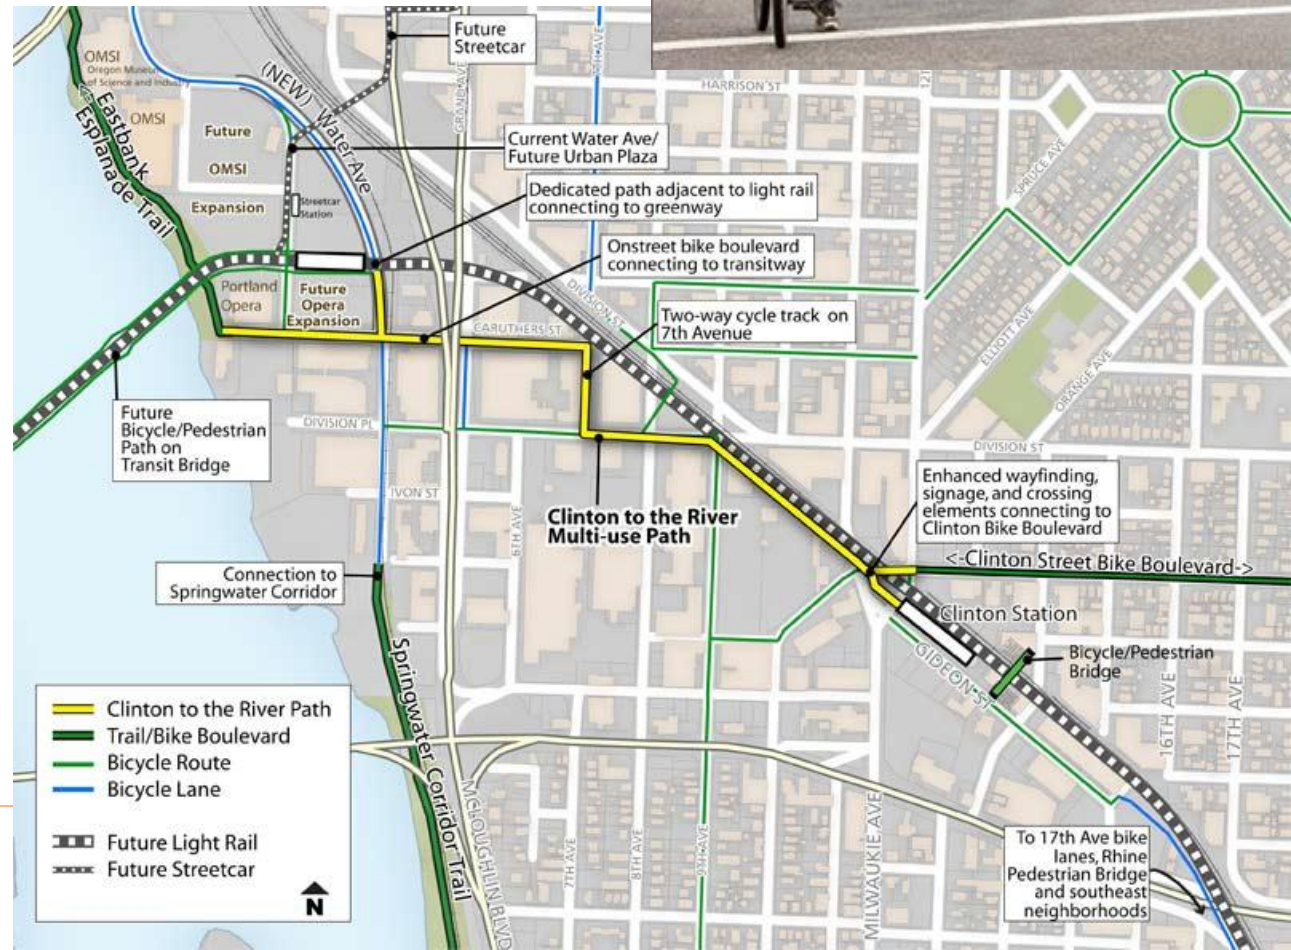 Future
Streetcar
OMSI
Oregon Museum
of Science and Industry
OMSI
Eastbank
Esplanade Trail
Future
OMSI
Expansion
(NEW) Water Ave
GRAND AVE
7TH AVE
HARRISON ST
12
Current Water Ave/
Future Urban Plaza
Streetcar
Station
Dedicated path adjacent to light rail
connecting to greenway
SPRUCE AVE
Onstreet bike boulevard
connecting to transitway
Portland
Opera
Future
Opera
Expansion
DIVISION ST
CARUTHERS ST
Two-way cycle track on
7th Avenue
ELLIOTT AVE
ORANGE AVE
Future
Bicycle/Pedestrian
Path on
Transit Bridge
DIVISION PL
DIVISION ST
IVON ST
6TH AVE
Clinton to the River
Multi-use Path
Enhanced wayfinding,
signage, and crossing
elements connecting to
Clinton Bike Boulevard
<-Clinton Street Bike Boulevard->
Connection to
Springwater Corridor
Clinton Station
GIDEON ST
Bicycle/Pedestrian
Bridge
16TH AVE
17TH AVE
Springwater Corridor Trail
MCLOUGHLIN BLVD
7TH AVE
8TH AVE
9TH AVE
MILWAUKIE AVE
To 17th Ave bike
lanes, Rhine
Pedestrian Bridge
and southeast
neighborhoods
Clinton to the River Path
Trail/Bike Boulevard
Bicycle Route
Bicycle Lane
Future Light Rail
Future Streetcar
N